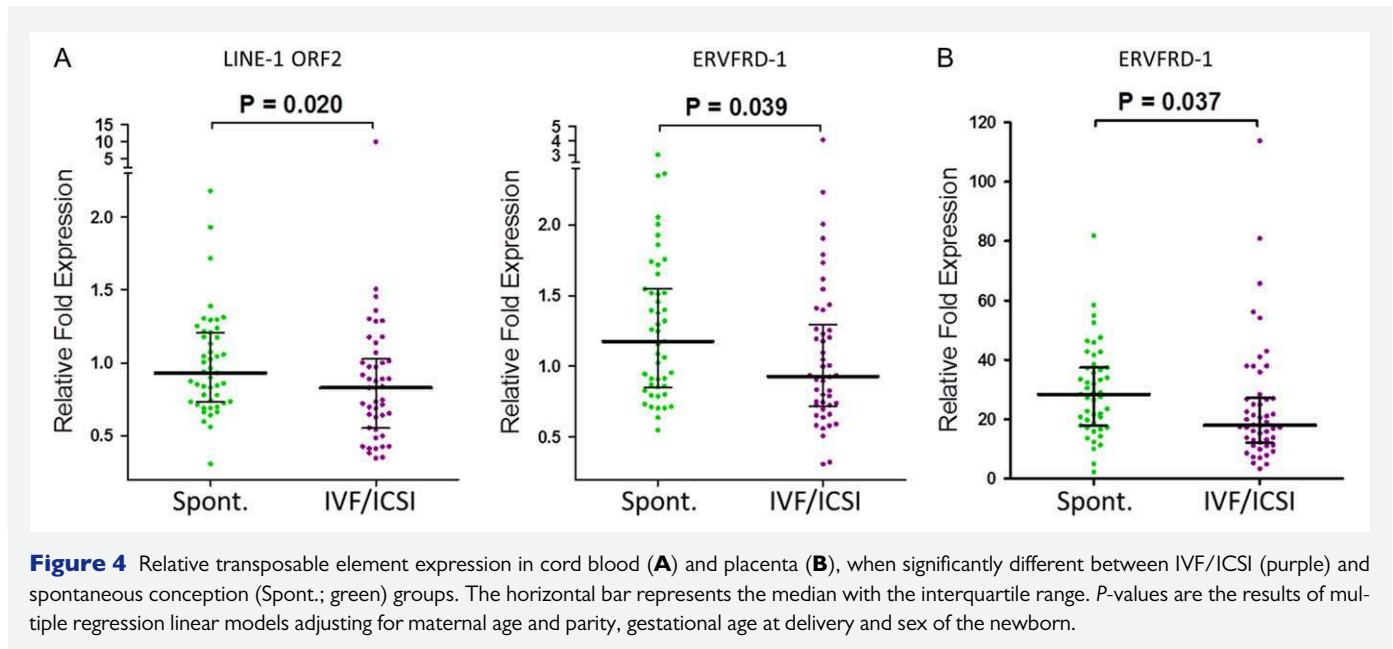 A
LINE-1 ORF2
P = 0.020
15
10
5
2.0
1.5
1.0
0.5
Relative Fold Expression
Spont.
IVF/ICSI
ERVFRD-1
P = 0.039
5
4
3
2.0
1.5
1.0
0.5
Relative Fold Expression
Spont.
IVF/ICSI
B
ERVFRD-1
P = 0.037
120
100
80
60
40
20
0
Relative Fold Expression
Spont.
IVF/ICSI
Figure 4 Relative transposable element expression in cord blood (A) and placenta (B), when significantly different between IVF/ICSI (purple) and
spontaneous conception (Spont.; green) groups. The horizontal bar represents the median with the interquartile range. P-values are the results of mul-
tiple regression linear models adjusting for maternal age and parity, gestational age at delivery and sex of the newborn.